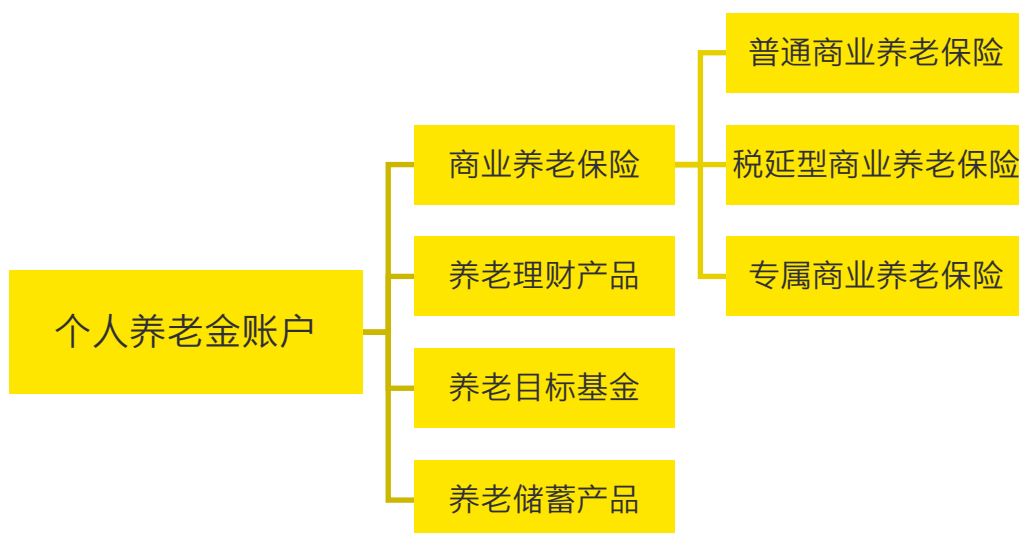 个人养老金账户
商业养老保险
养老理财产品
养老目标基金
养老储蓄产品
普通商业养老保险
税延型商业养老保险
专属商业养老保险